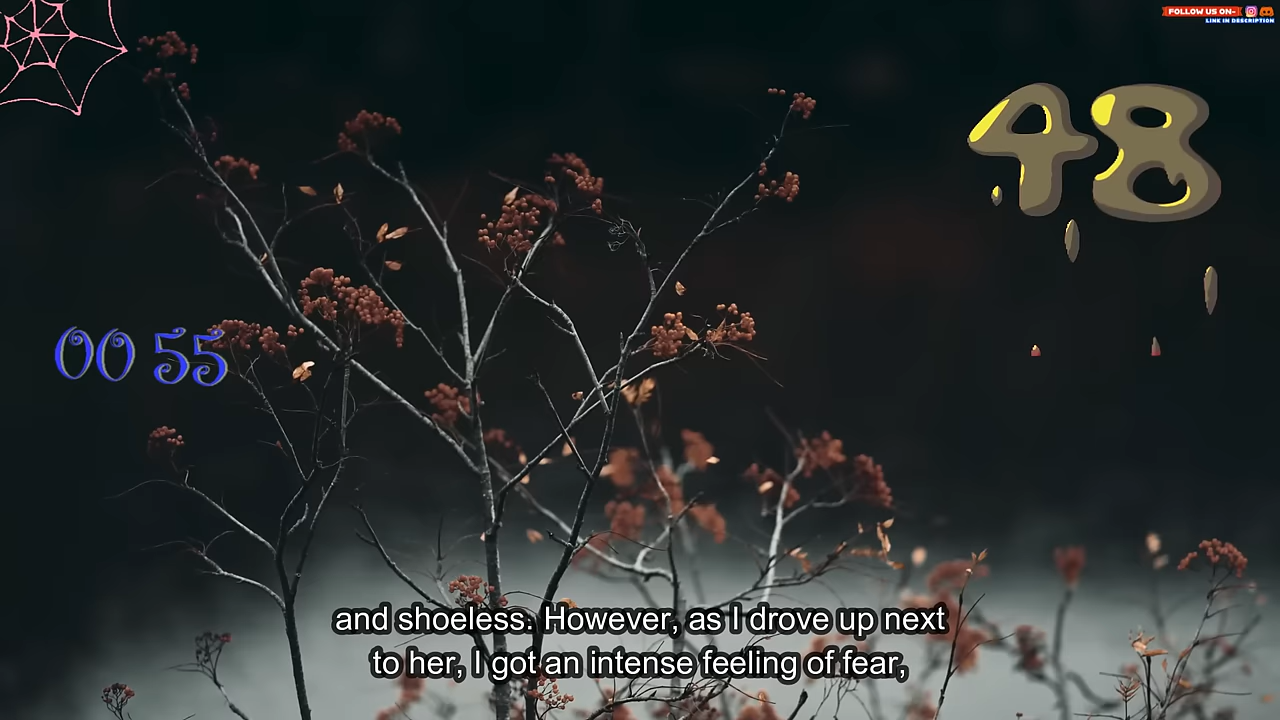 FOLLOW US ON-
LINK IN DESCRIPTION
48
00 55
and shoeless. However, as I drove up next
to her, I got an intense feeling of fear,